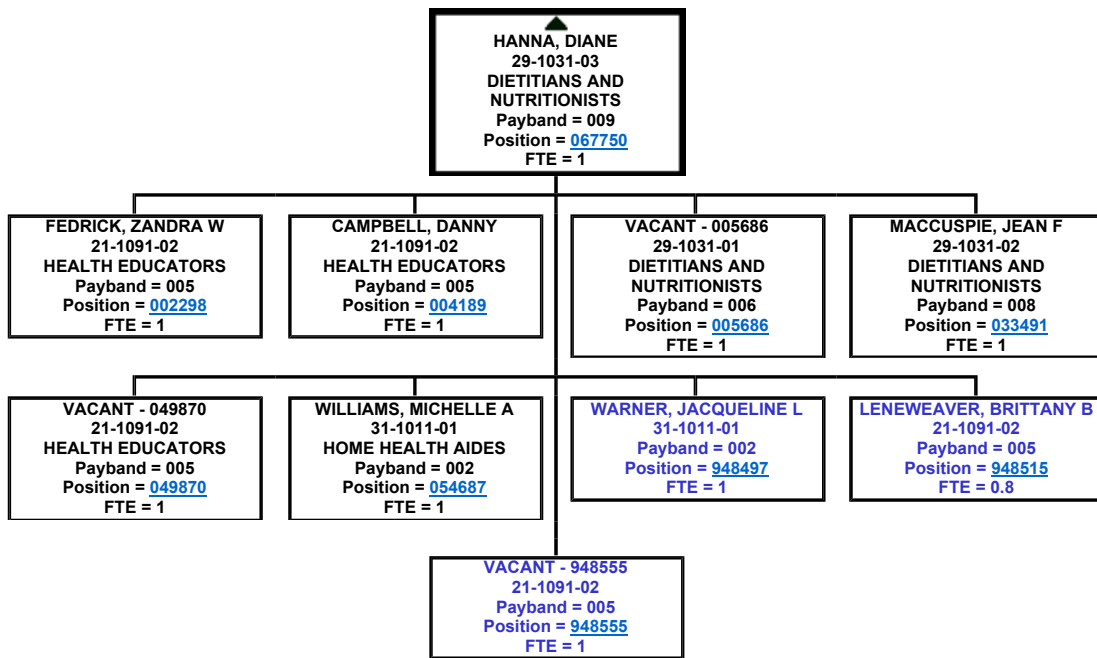 HANNA, DIANE
29-1031-03
DIETITIANS AND
NUTRITIONISTS
Payband = 009
Position = 067750
FTE = 1
FEDRICK, ZANDRA W
21-1091-02
HEALTH EDUCATORS
Payband = 005
Position = 002298
FTE = 1
CAMPBELL, DANNY
21-1091-02
HEALTH EDUCATORS
Payband = 005
Position = 004189
FTE = 1
VACANT - 005686
29-1031-01
DIETITIANS AND
NUTRITIONISTS
Payband = 006
Position = 005686
FTE = 1
MACCUSPIE, JEAN F
29-1031-02
DIETITIANS AND
NUTRITIONISTS
Payband = 008
Position = 033491
FTE = 1
VACANT - 049870
21-1091-02
HEALTH EDUCATORS
Payband = 005
Position = 049870
FTE = 1
WILLIAMS, MICHELLE A
31-1011-01
HOME HEALTH AIDES
Payband = 002
Position = 054687
FTE = 1
WARNER, JACQUELINE L
31-1011-01
Payband = 002
Position = 948497
FTE = 1
LENEWEAVER, BRITTANY B
21-1091-02
Payband = 005
Position = 948515
FTE = 0.8
VACANT - 948555
21-1091-02
Payband = 005
Position = 948555
FTE = 1